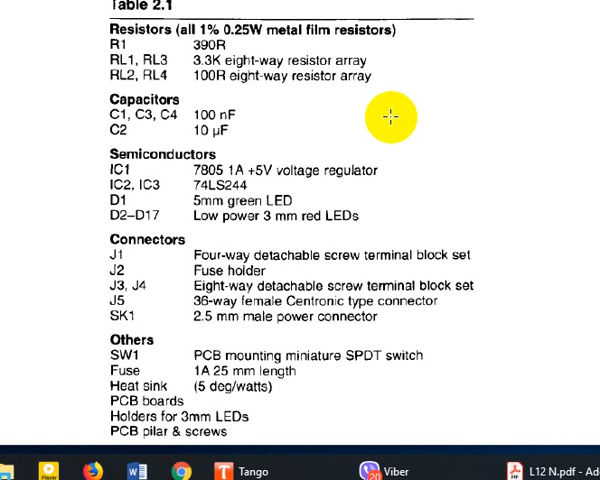 Table 2.1
Resistors (all 1% 0.25W metal film resistors)
R1 390R
RL1, RL3 3.3K eight-way resistor array
RL2, RL4 100R eight-way resistor array
Capacitors
C1, C3, C4 100 nF
C2 10 µF
Semiconductors
IC1 7805 1A +5V voltage regulator
IC2, IC3 74LS244
D1 5mm green LED
D2–D17 Low power 3 mm red LEDs
Connectors
J1 Four-way detachable screw terminal block set
J2 Fuse holder
J3, J4 Eight-way detachable screw terminal block set
J5 36-way female Centronic type connector
SK1 2.5 mm male power connector
Others
SW1 PCB mounting miniature SPDT switch
Fuse 1A 25 mm length
Heat sink (5 deg/watts)
PCB boards
Holders for 3mm LEDs
PCB pilar & screws
Tango Viber 20 L12 N.pdf - Ad